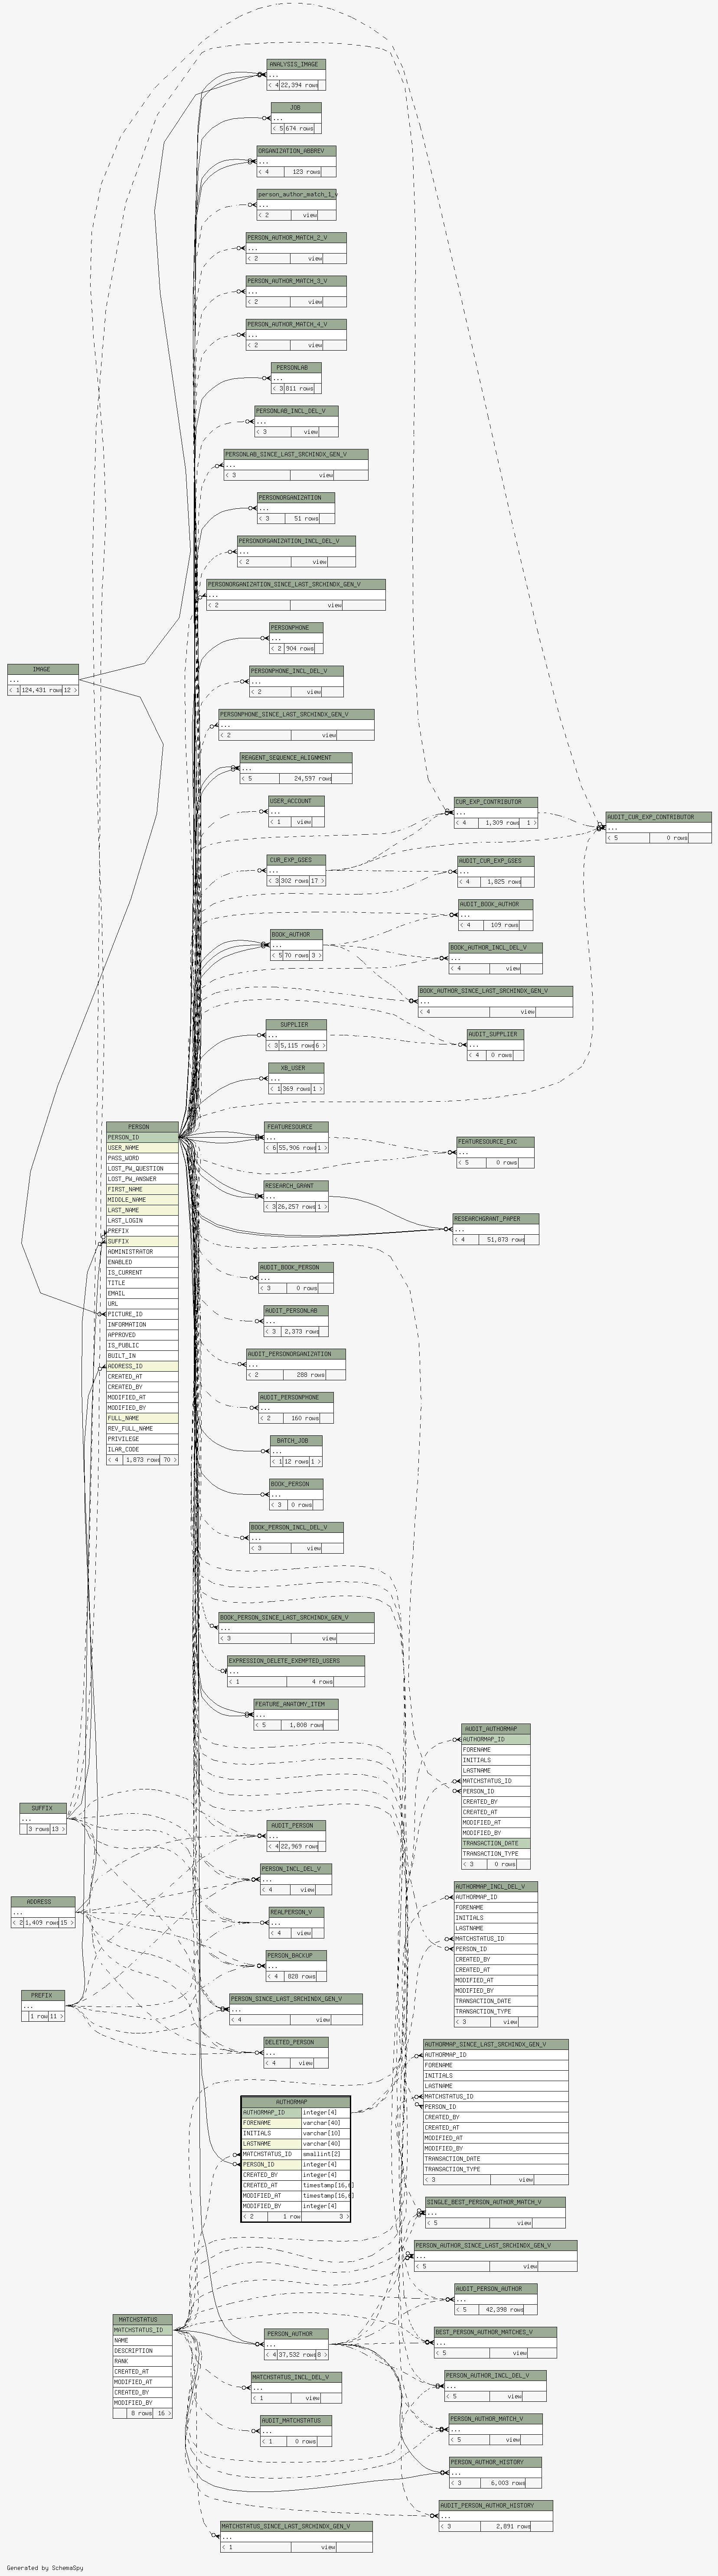 ANALYSIS_IMAGE
...
< 4 22,394 rows
JOB
...
< 5 674 rows
ORGANIZATION_ABBREV
...
< 4 123 rows
person_author_match_1_v
...
< 2 view
PERSON_AUTHOR_MATCH_2_V
...
< 2 view
PERSON_AUTHOR_MATCH_3_V
...
< 2 view
PERSON_AUTHOR_MATCH_4_V
...
< 2 view
PERSONLAB
...
< 3 811 rows
PERSONLAB_INCL_DEL_V
...
< 3 view
PERSONLAB_SINCE_LAST_SRCHINDX_GEN_V
...
< 3 view
PERSONORGANIZATION
...
< 3 51 rows
PERSONORGANIZATION_INCL_DEL_V
...
< 2 view
PERSONORGANIZATION_SINCE_LAST_SRCHINDX_GEN_V
...
< 2 view
PERSONPHONE
...
< 2 904 rows
IMAGE
...
< 1 124,431 rows 12 >
PERSONPHONE_INCL_DEL_V
...
< 2 view
PERSONPHONE_SINCE_LAST_SRCHINDX_GEN_V
...
< 2 view
REAGENT_SEQUENCE_ALIGNMENT
...
< 5 24,597 rows
USER_ACCOUNT
...
< 1 view
CUR_EXP_CONTRIBUTOR
...
< 4 1,309 rows 1 >
AUDIT_CUR_EXP_CONTRIBUTOR
...
< 5 0 rows
CUR_EXP_GSES
...
< 3 302 rows 17 >
AUDIT_CUR_EXP_GSES
...
< 4 1,825 rows
AUDIT_BOOK_AUTHOR
...
< 4 109 rows
BOOK_AUTHOR
...
< 5 70 rows 3 >
BOOK_AUTHOR_INCL_DEL_V
...
< 4 view
BOOK_AUTHOR_SINCE_LAST_SRCHINDX_GEN_V
...
< 4 view
SUPPLIER
...
< 3 5,115 rows 6 >
AUDIT_SUPPLIER
...
< 4 0 rows
XB_USER
...
< 1 369 rows 1 >
PERSON
PERSON_ID
USER_NAME
PASS_WORD
LOST_PW_QUESTION
LOST_PW_ANSWER
FIRST_NAME
MIDDLE_NAME
LAST_NAME
LAST_LOGIN
PREFIX
SUFFIX
ADMINISTRATOR
ENABLED
IS_CURRENT
TITLE
EMAIL
URL
PICTURE_ID
INFORMATION
APPROVED
IS_PUBLIC
BUILT_IN
ADDRESS_ID
CREATED_AT
CREATED_BY
MODIFIED_AT
MODIFIED_BY
FULL_NAME
REV_FULL_NAME
PRIVILEGE
ILAR_CODE
< 4 1,873 rows 70 >
FEATURESOURCE
...
< 6 55,906 rows 1 >
FEATURESOURCE_EXC
...
< 5 0 rows
RESEARCH_GRANT
...
< 3 26,257 rows 1 >
RESEARCHGRANT_PAPER
...
< 4 51,873 rows
AUDIT_BOOK_PERSON
...
< 3 0 rows
AUDIT_PERSONLAB
...
< 3 2,373 rows
AUDIT_PERSONORGANIZATION
...
< 2 288 rows
AUDIT_PERSONPHONE
...
< 2 160 rows
BATCH_JOB
...
< 1 12 rows 1 >
BOOK_PERSON
...
< 3 0 rows
BOOK_PERSON_INCL_DEL_V
...
< 3 view
BOOK_PERSON_SINCE_LAST_SRCHINDX_GEN_V
...
< 3 view
EXPRESSION_DELETE_EXEMPTED_USERS
...
< 1 4 rows
FEATURE_ANATOMY_ITEM
...
< 5 1,808 rows
AUDIT_AUTHORMAP
AUTHORMAP_ID
FORENAME
INITIALS
LASTNAME
MATCHSTATUS_ID
PERSON_ID
CREATED_BY
CREATED_AT
MODIFIED_AT
MODIFIED_BY
TRANSACTION_DATE
TRANSACTION_TYPE
< 3 0 rows
SUFFIX
...
3 rows 13 >
AUDIT_PERSON
...
< 4 22,969 rows
PERSON_INCL_DEL_V
...
< 4 view
ADDRESS
...
< 2 1,409 rows 15 >
REALPERSON_V
...
< 4 view
PERSON_BACKUP
...
< 4 828 rows
PREFIX
...
1 row 11 >
PERSON_SINCE_LAST_SRCHINDX_GEN_V
...
< 4 view
DELETED_PERSON
...
< 4 view
AUTHORMAP_INCL_DEL_V
AUTHORMAP_ID
FORENAME
INITIALS
LASTNAME
MATCHSTATUS_ID
PERSON_ID
CREATED_BY
CREATED_AT
MODIFIED_AT
MODIFIED_BY
TRANSACTION_DATE
TRANSACTION_TYPE
< 3 view
AUTHORMAP_SINCE_LAST_SRCHINDX_GEN_V
AUTHORMAP_ID
FORENAME
INITIALS
LASTNAME
MATCHSTATUS_ID
PERSON_ID
CREATED_BY
CREATED_AT
MODIFIED_AT
MODIFIED_BY
TRANSACTION_DATE
TRANSACTION_TYPE
< 3 view
AUTHORMAP
AUTHORMAP_ID integer[4]
FORENAME varchar[40]
INITIALS varchar[10]
LASTNAME varchar[40]
MATCHSTATUS_ID smallint[2]
PERSON_ID integer[4]
CREATED_BY integer[4]
CREATED_AT timestamp[16,6]
MODIFIED_AT timestamp[16,6]
MODIFIED_BY integer[4]
< 2 1 row 3 >
SINGLE_BEST_PERSON_AUTHOR_MATCH_V
...
< 5 view
PERSON_AUTHOR_SINCE_LAST_SRCHINDX_GEN_V
...
< 5 view
AUDIT_PERSON_AUTHOR
...
< 5 42,398 rows
MATCHSTATUS
MATCHSTATUS_ID
NAME
DESCRIPTION
RANK
CREATED_AT
MODIFIED_AT
CREATED_BY
MODIFIED_BY
8 rows 16 >
PERSON_AUTHOR
...
< 4 37,532 rows 8 >
BEST_PERSON_AUTHOR_MATCHES_V
...
< 5 view
MATCHSTATUS_INCL_DEL_V
...
< 1 view
PERSON_AUTHOR_INCL_DEL_V
...
< 5 view
AUDIT_MATCHSTATUS
...
< 1 0 rows
PERSON_AUTHOR_MATCH_V
...
< 5 view
PERSON_AUTHOR_HISTORY
...
< 3 6,003 rows
AUDIT_PERSON_AUTHOR_HISTORY
...
< 3 2,891 rows
MATCHSTATUS_SINCE_LAST_SRCHINDX_GEN_V
...
< 1 view
Generated by SchemaSpy